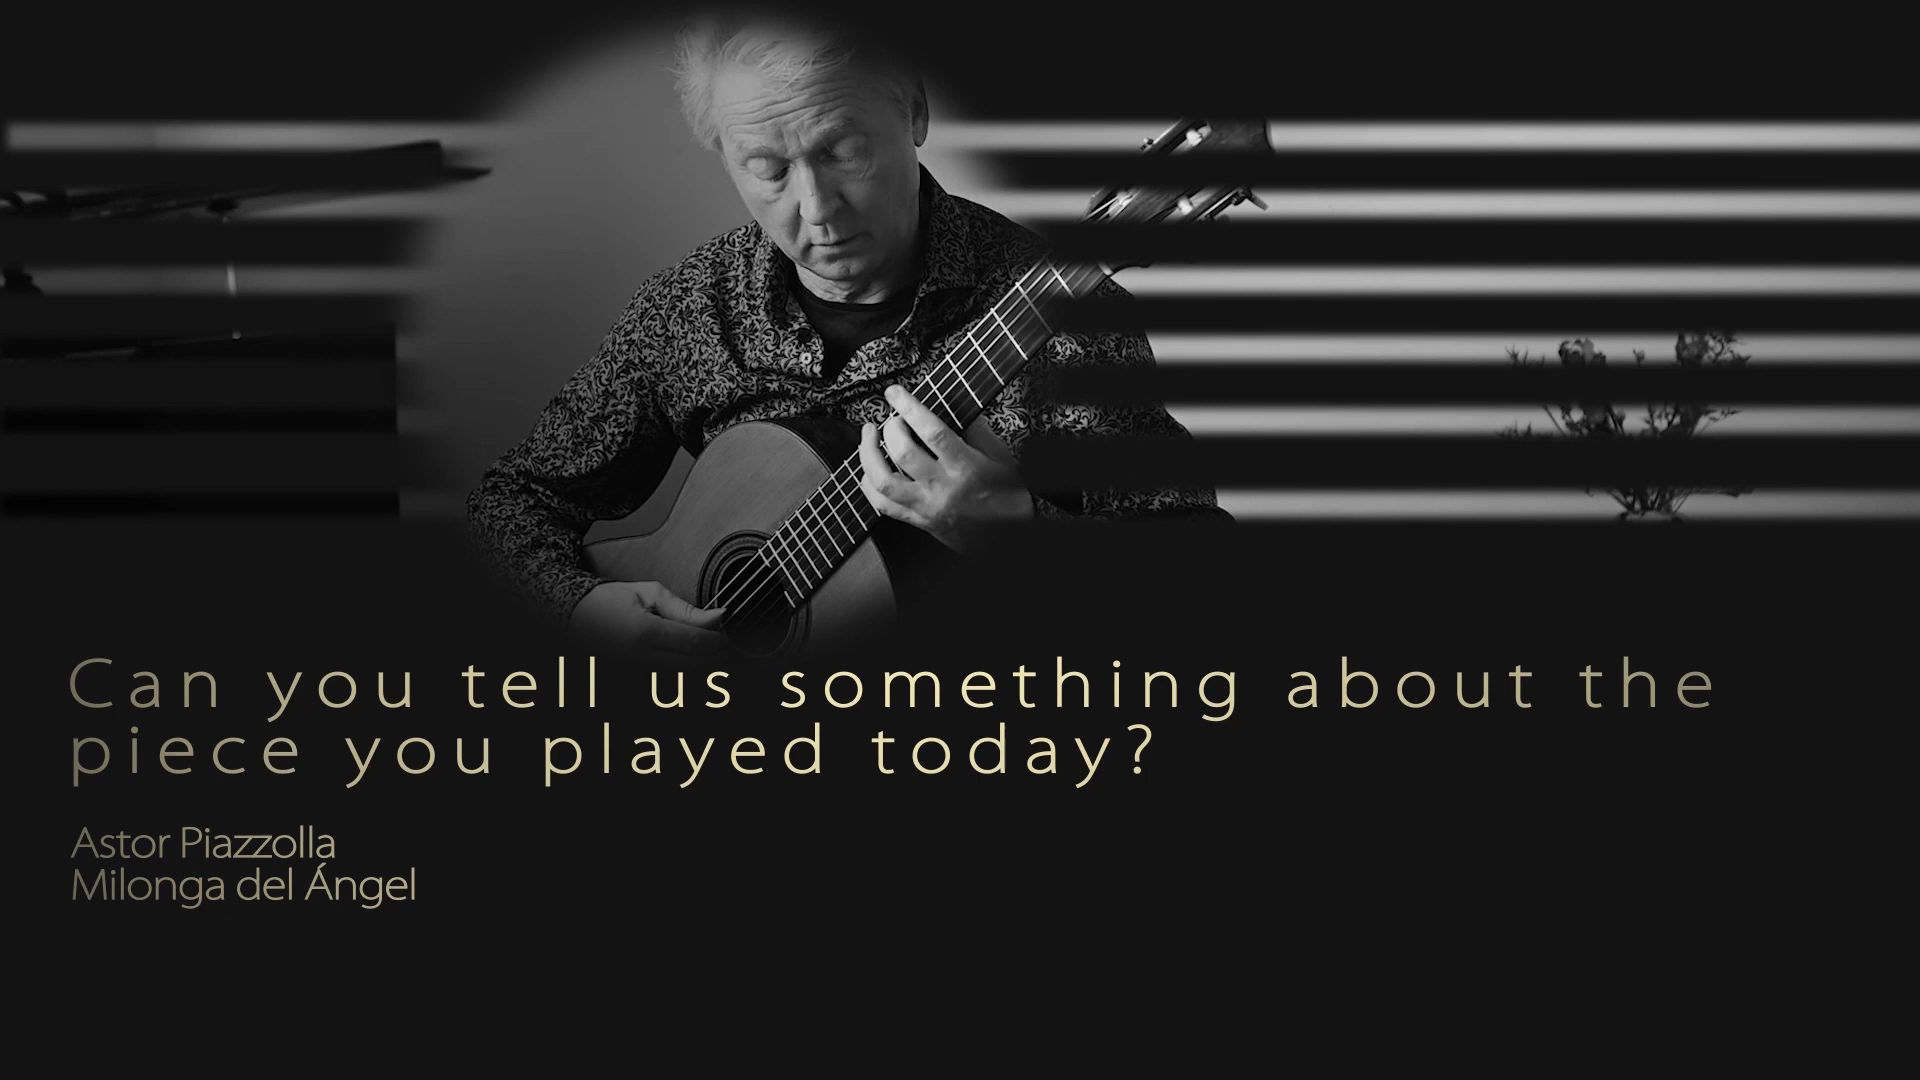 Can you tell us something about the
piece you played today?
Astor Piazzolla
Milonga del Ángel